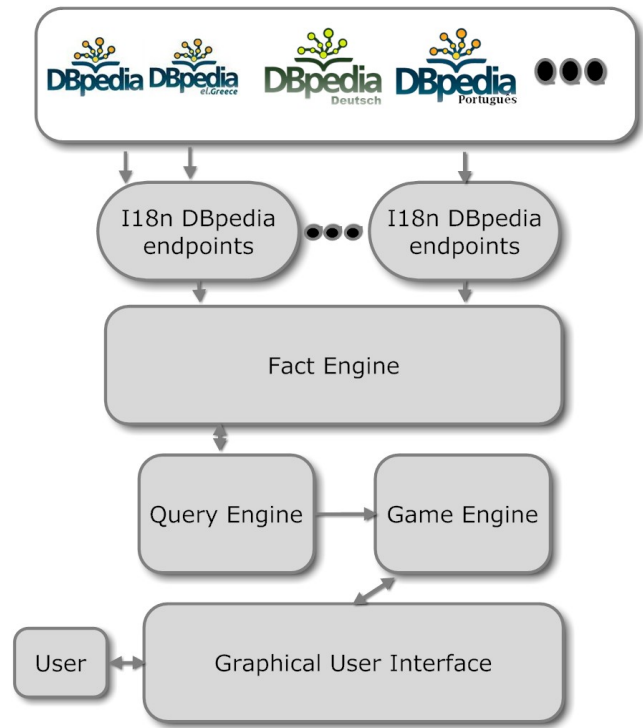 DBpedia
DBpedia
el.Greece
DBpedia
Deutsch
DBpedia
Português
I18n DBpedia
endpoints
I18n DBpedia
endpoints
Fact Engine
Query Engine
Game Engine
User
Graphical User Interface